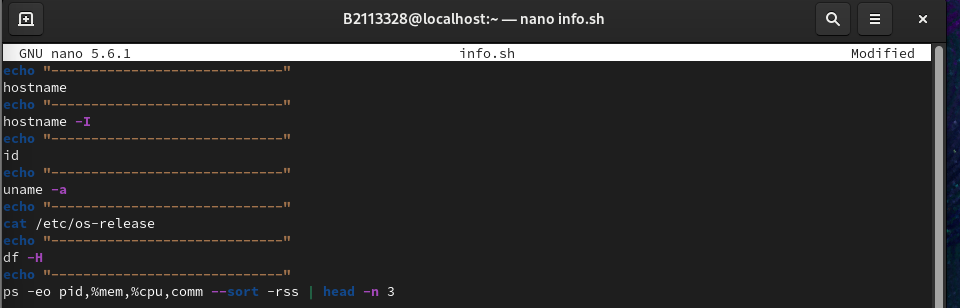 B2113328@localhost:~ — nano info.sh
GNU nano 5.6.1 info.sh Modified
echo "-----------------------------"
hostname
echo "-----------------------------"
hostname -I
echo "-----------------------------"
id
echo "-----------------------------"
uname -a
echo "-----------------------------"
cat /etc/os-release
echo "-----------------------------"
df -H
echo "-----------------------------"
ps -eo pid,%mem,%cpu,comm --sort -rss | head -n 3